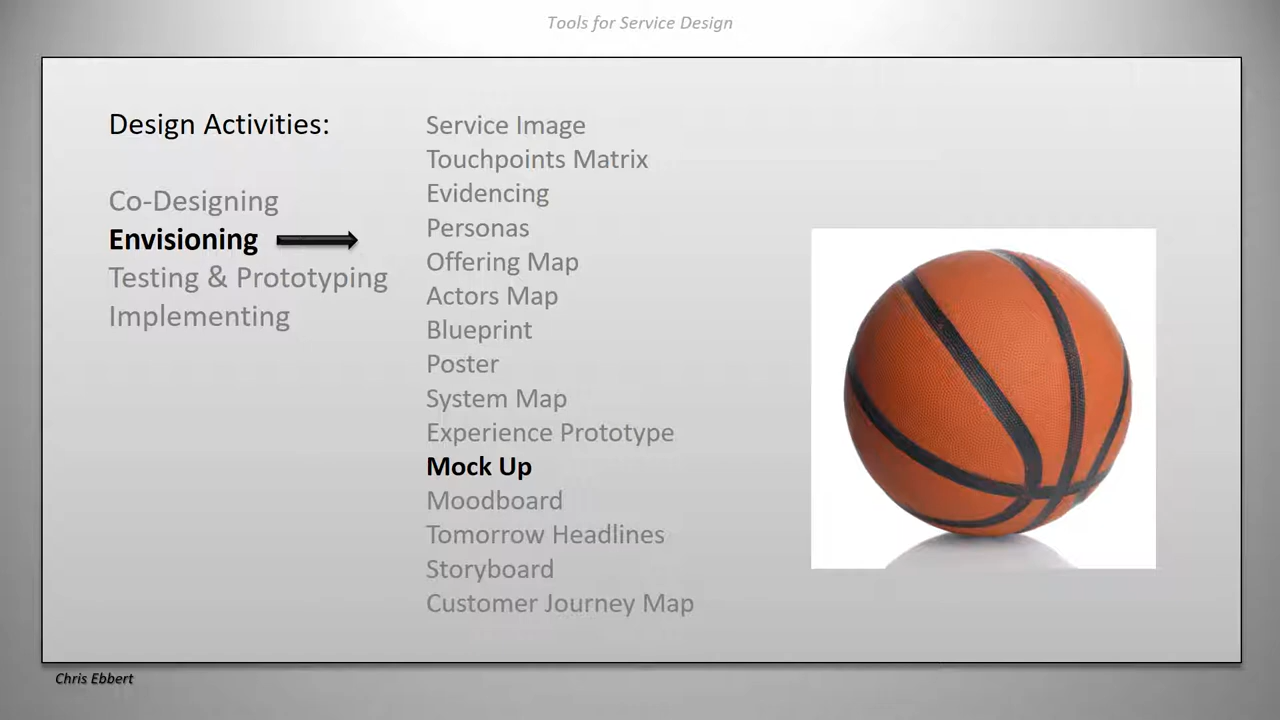 Tools for Service Design
Design Activities:
Co-Designing
Envisioning
Testing & Prototyping
Implementing
Service Image
Touchpoints Matrix
Evidencing
Personas
Offering Map
Actors Map
Blueprint
Poster
System Map
Experience Prototype
Mock Up
Moodboard
Tomorrow Headlines
Storyboard
Customer Journey Map
Chris Ebbert